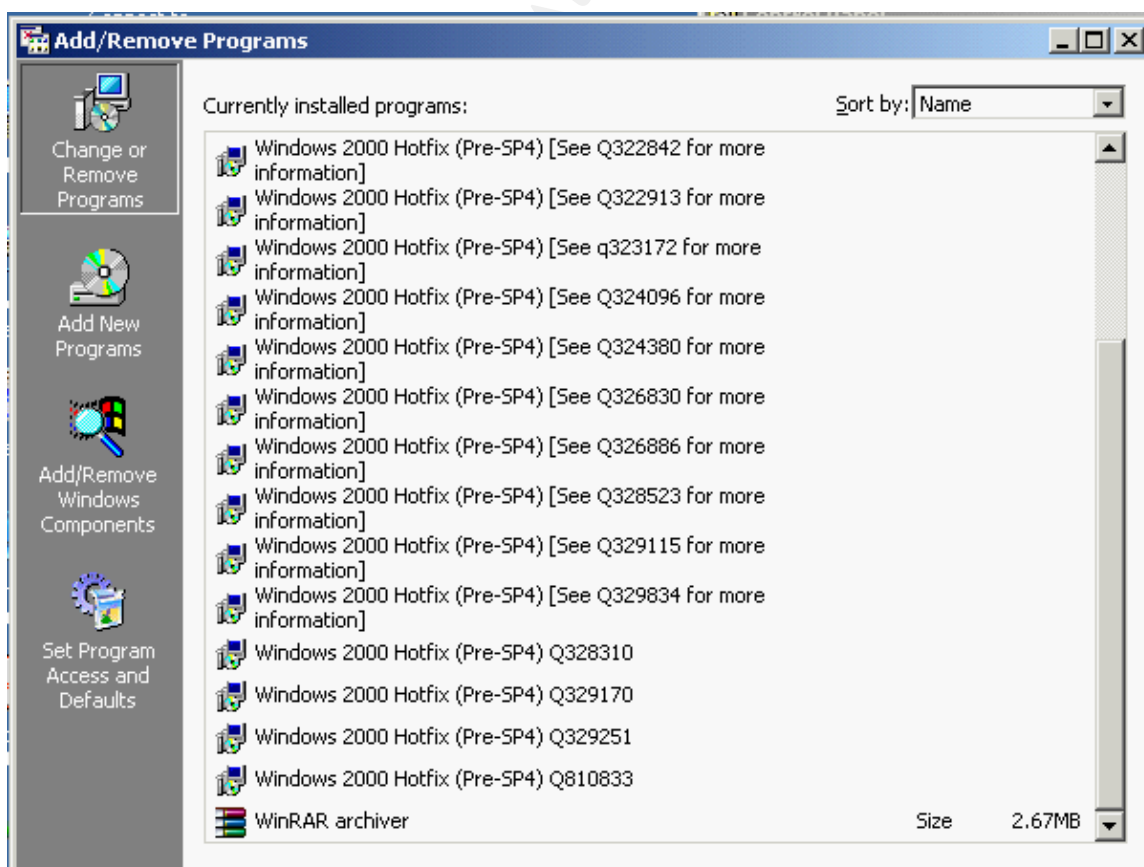 Add/Remove Programs
Change or
Remove
Programs
Add New
Programs
Add/Remove
Windows
Components
Set Program
Access and
Defaults
Currently installed programs:
Sort by: Name
Windows 2000 Hotfix (Pre-SP4) [See Q322842 for more
information]
Windows 2000 Hotfix (Pre-SP4) [See Q322913 for more
information]
Windows 2000 Hotfix (Pre-SP4) [See q323172 for more
information]
Windows 2000 Hotfix (Pre-SP4) [See Q324096 for more
information]
Windows 2000 Hotfix (Pre-SP4) [See Q324380 for more
information]
Windows 2000 Hotfix (Pre-SP4) [See Q326830 for more
information]
Windows 2000 Hotfix (Pre-SP4) [See Q326886 for more
information]
Windows 2000 Hotfix (Pre-SP4) [See Q328523 for more
information]
Windows 2000 Hotfix (Pre-SP4) [See Q329115 for more
information]
Windows 2000 Hotfix (Pre-SP4) [See Q329834 for more
information]
Windows 2000 Hotfix (Pre-SP4) Q328310
Windows 2000 Hotfix (Pre-SP4) Q329170
Windows 2000 Hotfix (Pre-SP4) Q329251
Windows 2000 Hotfix (Pre-SP4) Q810833
WinRAR archiver Size 2.67MB